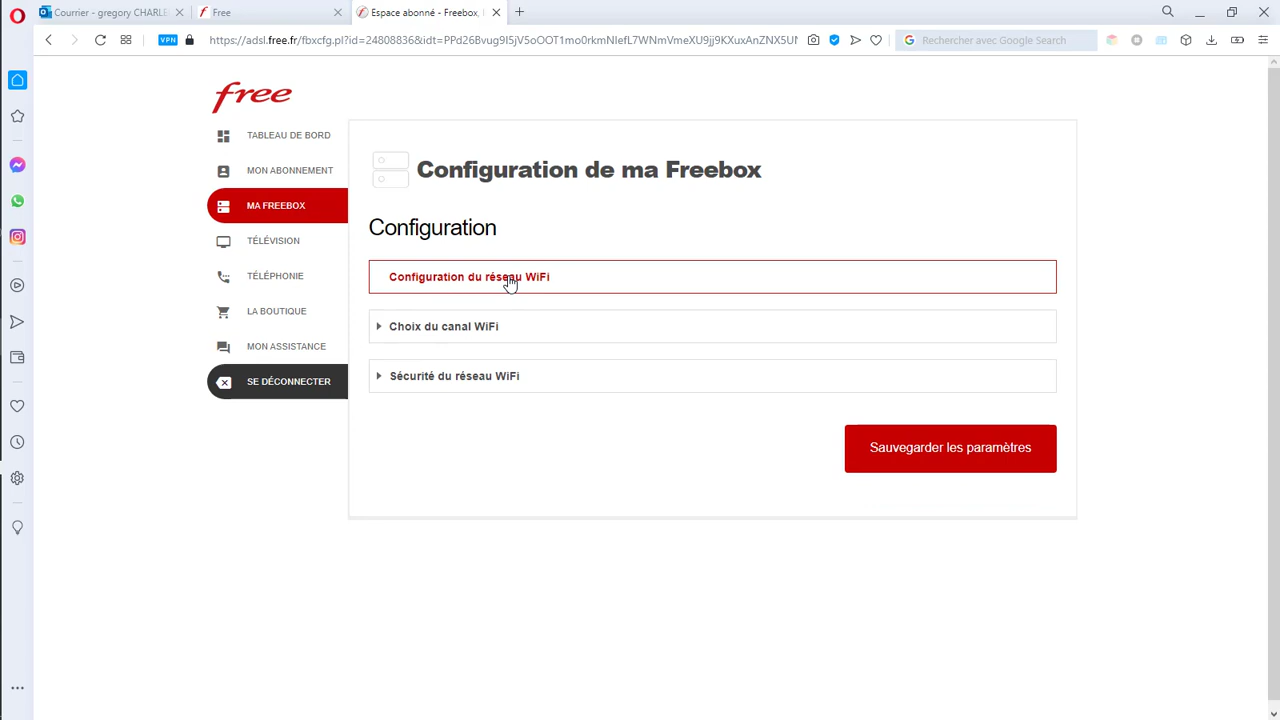 Courrier - gregory CHARLE
Free
Espace abonné - Freebox,
VPN
https://adsl.free.fr/fbxcfg.pl?id=24808836&idt=PPd26Bvug9I5jV5oOOT1mo0rkmNIefL7WNmVmeXU9jj9KXuxAnZNX5UN
Rechercher avec Google Search
free
TABLEAU DE BORD
MON ABONNEMENT
MA FREEBOX
TÉLÉVISION
TÉLÉPHONIE
LA BOUTIQUE
MON ASSISTANCE
SE DÉCONNECTER
Configuration de ma Freebox
Configuration
Configuration du réseau WiFi
Choix du canal WiFi
Sécurité du réseau WiFi
Sauvegarder les paramètres